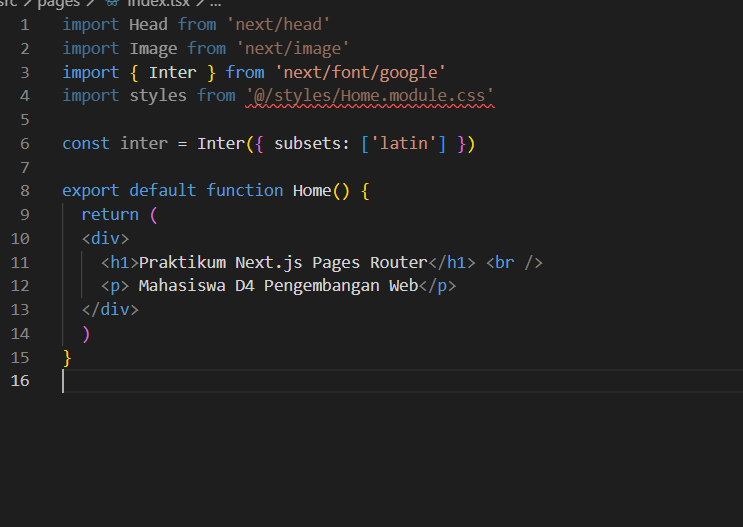 src > pages > index.tsx > ...
1 import Head from 'next/head'
2 import Image from 'next/image'
3 import { Inter } from 'next/font/google'
4 import styles from '@/styles/Home.module.css'
5
6 const inter = Inter({ subsets: ['latin'] })
7
8 export default function Home() {
9 return (
10 <div>
11 <h1>Praktikum Next.js Pages Router</h1> <br />
12 <p> Mahasiswa D4 Pengembangan Web</p>
13 </div>
14 )
15 }
16